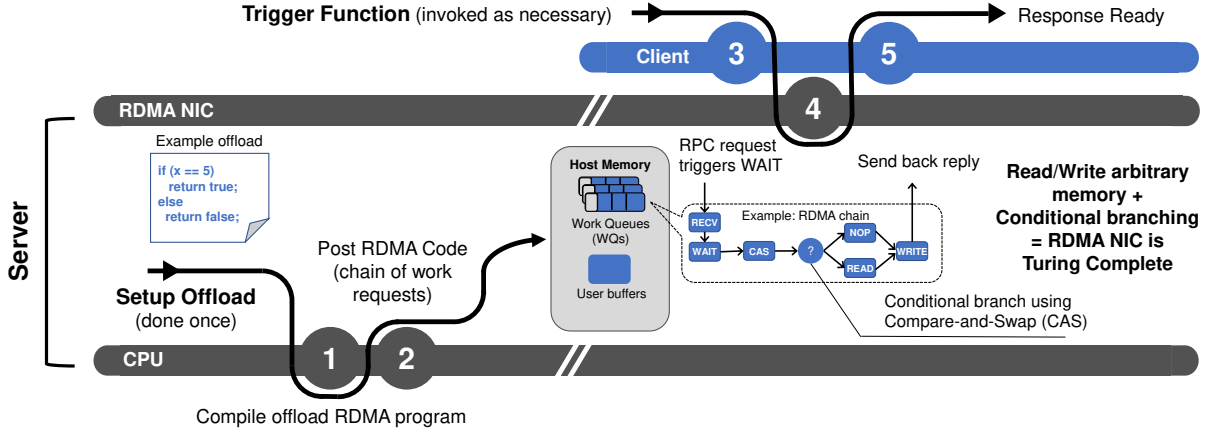 Trigger Function (invoked as necessary)
Response Ready
Client
3
5
RDMA NIC
4
Server
Example offload
if (x == 5)
return true;
else
return false;
Setup Offload
(done once)
Post RDMA Code
(chain of work
requests)
Host Memory
Work Queues
(WQs)
User buffers
RPC request
triggers WAIT
Send back reply
Example: RDMA chain
RECV
WAIT
CAS
?
NOP
READ
WRITE
Conditional branch using
Compare-and-Swap (CAS)
Read/Write arbitrary
memory +
Conditional branching
= RDMA NIC is
Turing Complete
CPU
1
2
Compile offload RDMA program